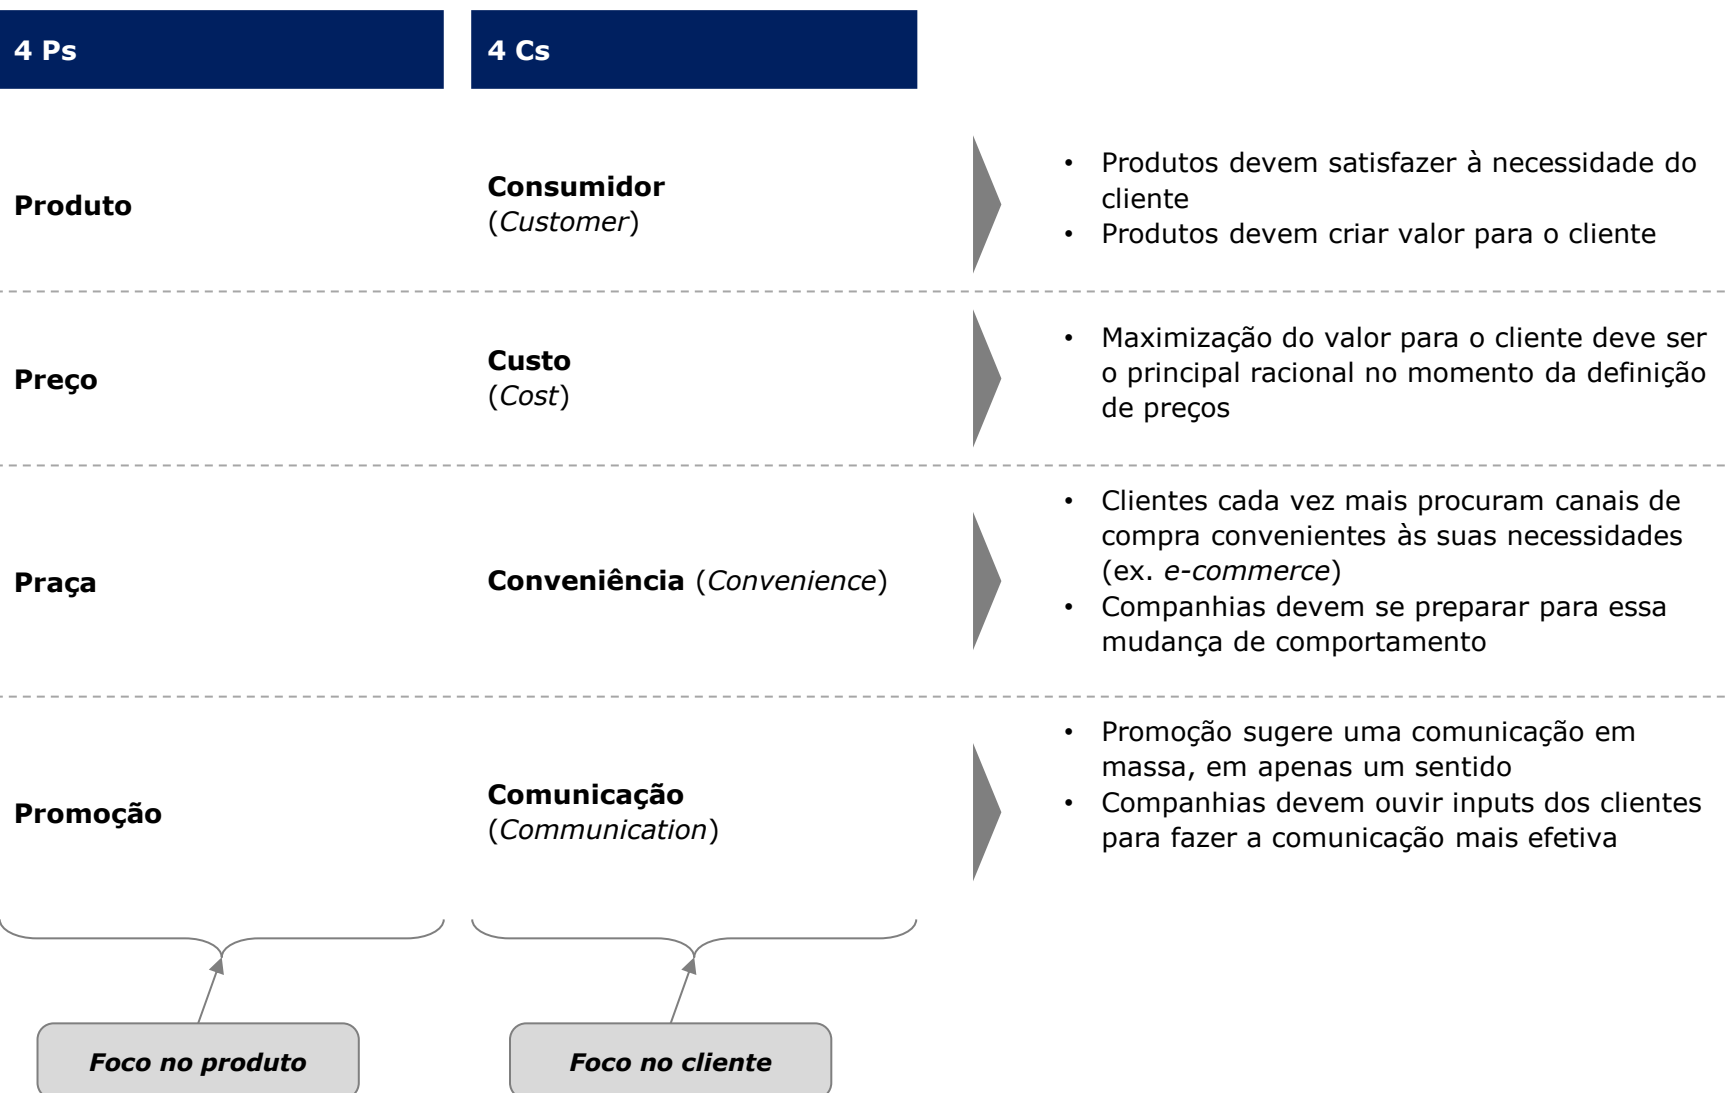 4 Ps
4 Cs
Produto
Consumidor
(Customer)
• Produtos devem satisfazer à necessidade do
cliente
• Produtos devem criar valor para o cliente
Preço
Custo
(Cost)
• Maximização do valor para o cliente deve ser
o principal racional no momento da definição
de preços
Praça
Conveniência (Convenience)
• Clientes cada vez mais procuram canais de
compra convenientes às suas necessidades
(ex. e-commerce)
• Companhias devem se preparar para essa
mudança de comportamento
Promoção
Comunicação
(Communication)
• Promoção sugere uma comunicação em
massa, em apenas um sentido
• Companhias devem ouvir inputs dos clientes
para fazer a comunicação mais efetiva
Foco no produto
Foco no cliente